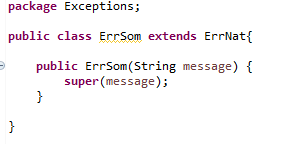 package Exceptions;
public class ErrSom extends ErrNat{
public ErrSom(String message) {
super(message);
}
}